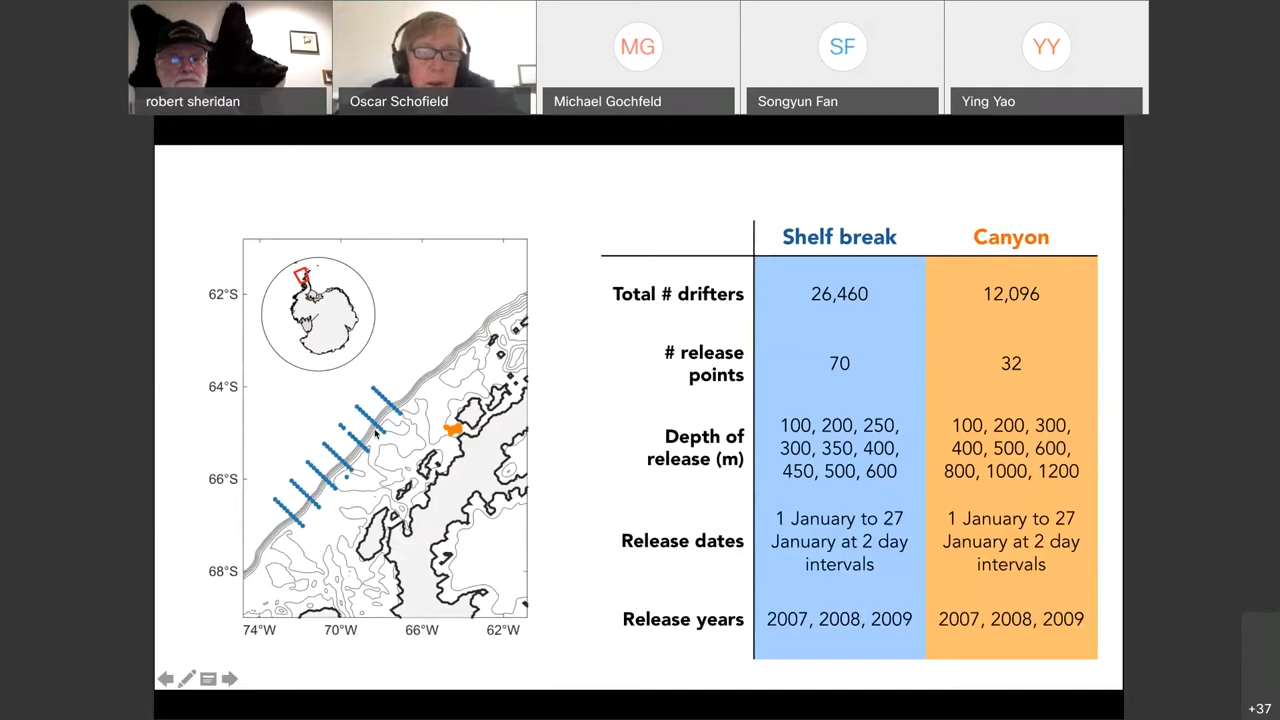 MG
SF
YY
robert sheridan
Oscar Schofield
Michael Gochfeld
Songyun Fan
Ying Yao
62°S
64°S
66°S
68°S
74°W
70°W
66°W
62°W
Shelf break
Canyon
Total # drifters
26,460
12,096
# release
points
70
32
Depth of
release (m)
100, 200, 250,
300, 350, 400,
450, 500, 600
100, 200, 300,
400, 500, 600,
800, 1000, 1200
Release dates
1 January to 27
January at 2 day
intervals
1 January to 27
January at 2 day
intervals
Release years
2007, 2008, 2009
2007, 2008, 2009
+37